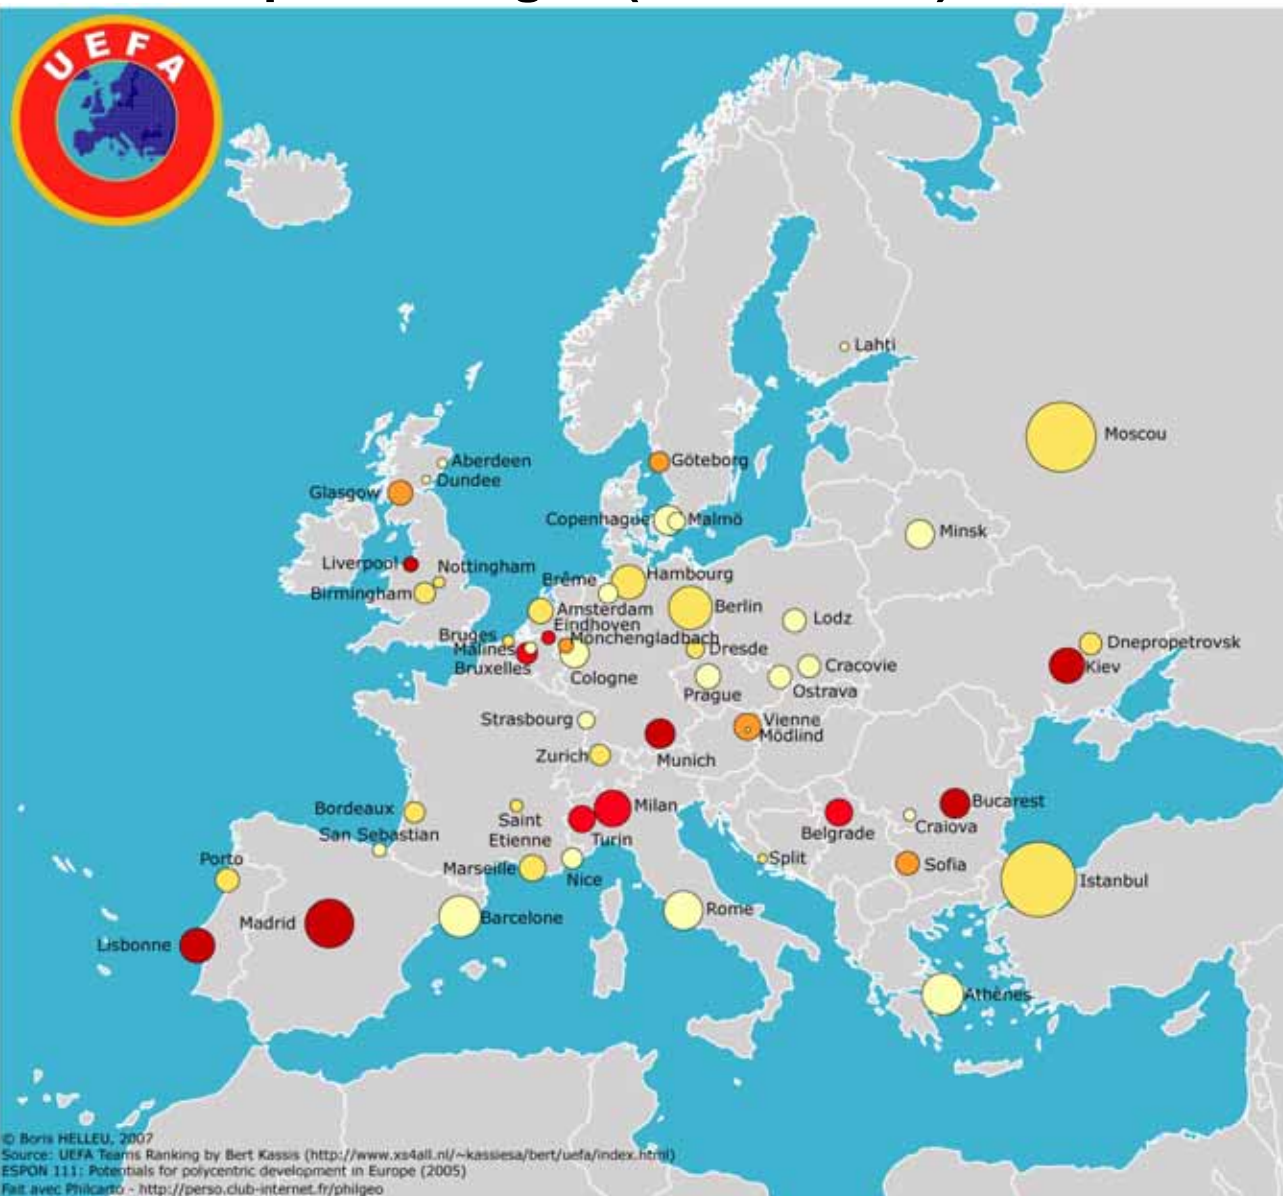 UEFA
Lahti
Moscou
Aberdeen
Göteborg
Dundee
Glasgow
Copenhague
Malmö
Minsk
Liverpool
Nottingham
Hambourg
Brême
Birmingham
Amsterdam
Berlin
Lodz
Eindhoven
Bruges
Mönchengladbach
Dnepropetrovsk
Malines
Dresde
Bruxelles
Cracovie
Kiev
Cologne
Prague
Ostrava
Strasbourg
Vienne
Mödlind
Zurich
Munich
Bordeaux
Milan
Bucarest
Saint
Etienne
San Sebastian
Turin
Belgrade
Craiova
Porto
Split
Sofia
Marseille
Nice
Istanbul
Madrid
Barcelone
Rome
Lisbonne
Athènes
© Boris HELLEU, 2007
Source: UEFA Teams Ranking by Bert Kassis (http://www.xs4all.nl/~kassiesa/bert/uefa/index.html)
ESPON 111: Potentials for polycentric development in Europe (2005)
Fait avec Philcarto - http://perso.club-internet.fr/philgeo